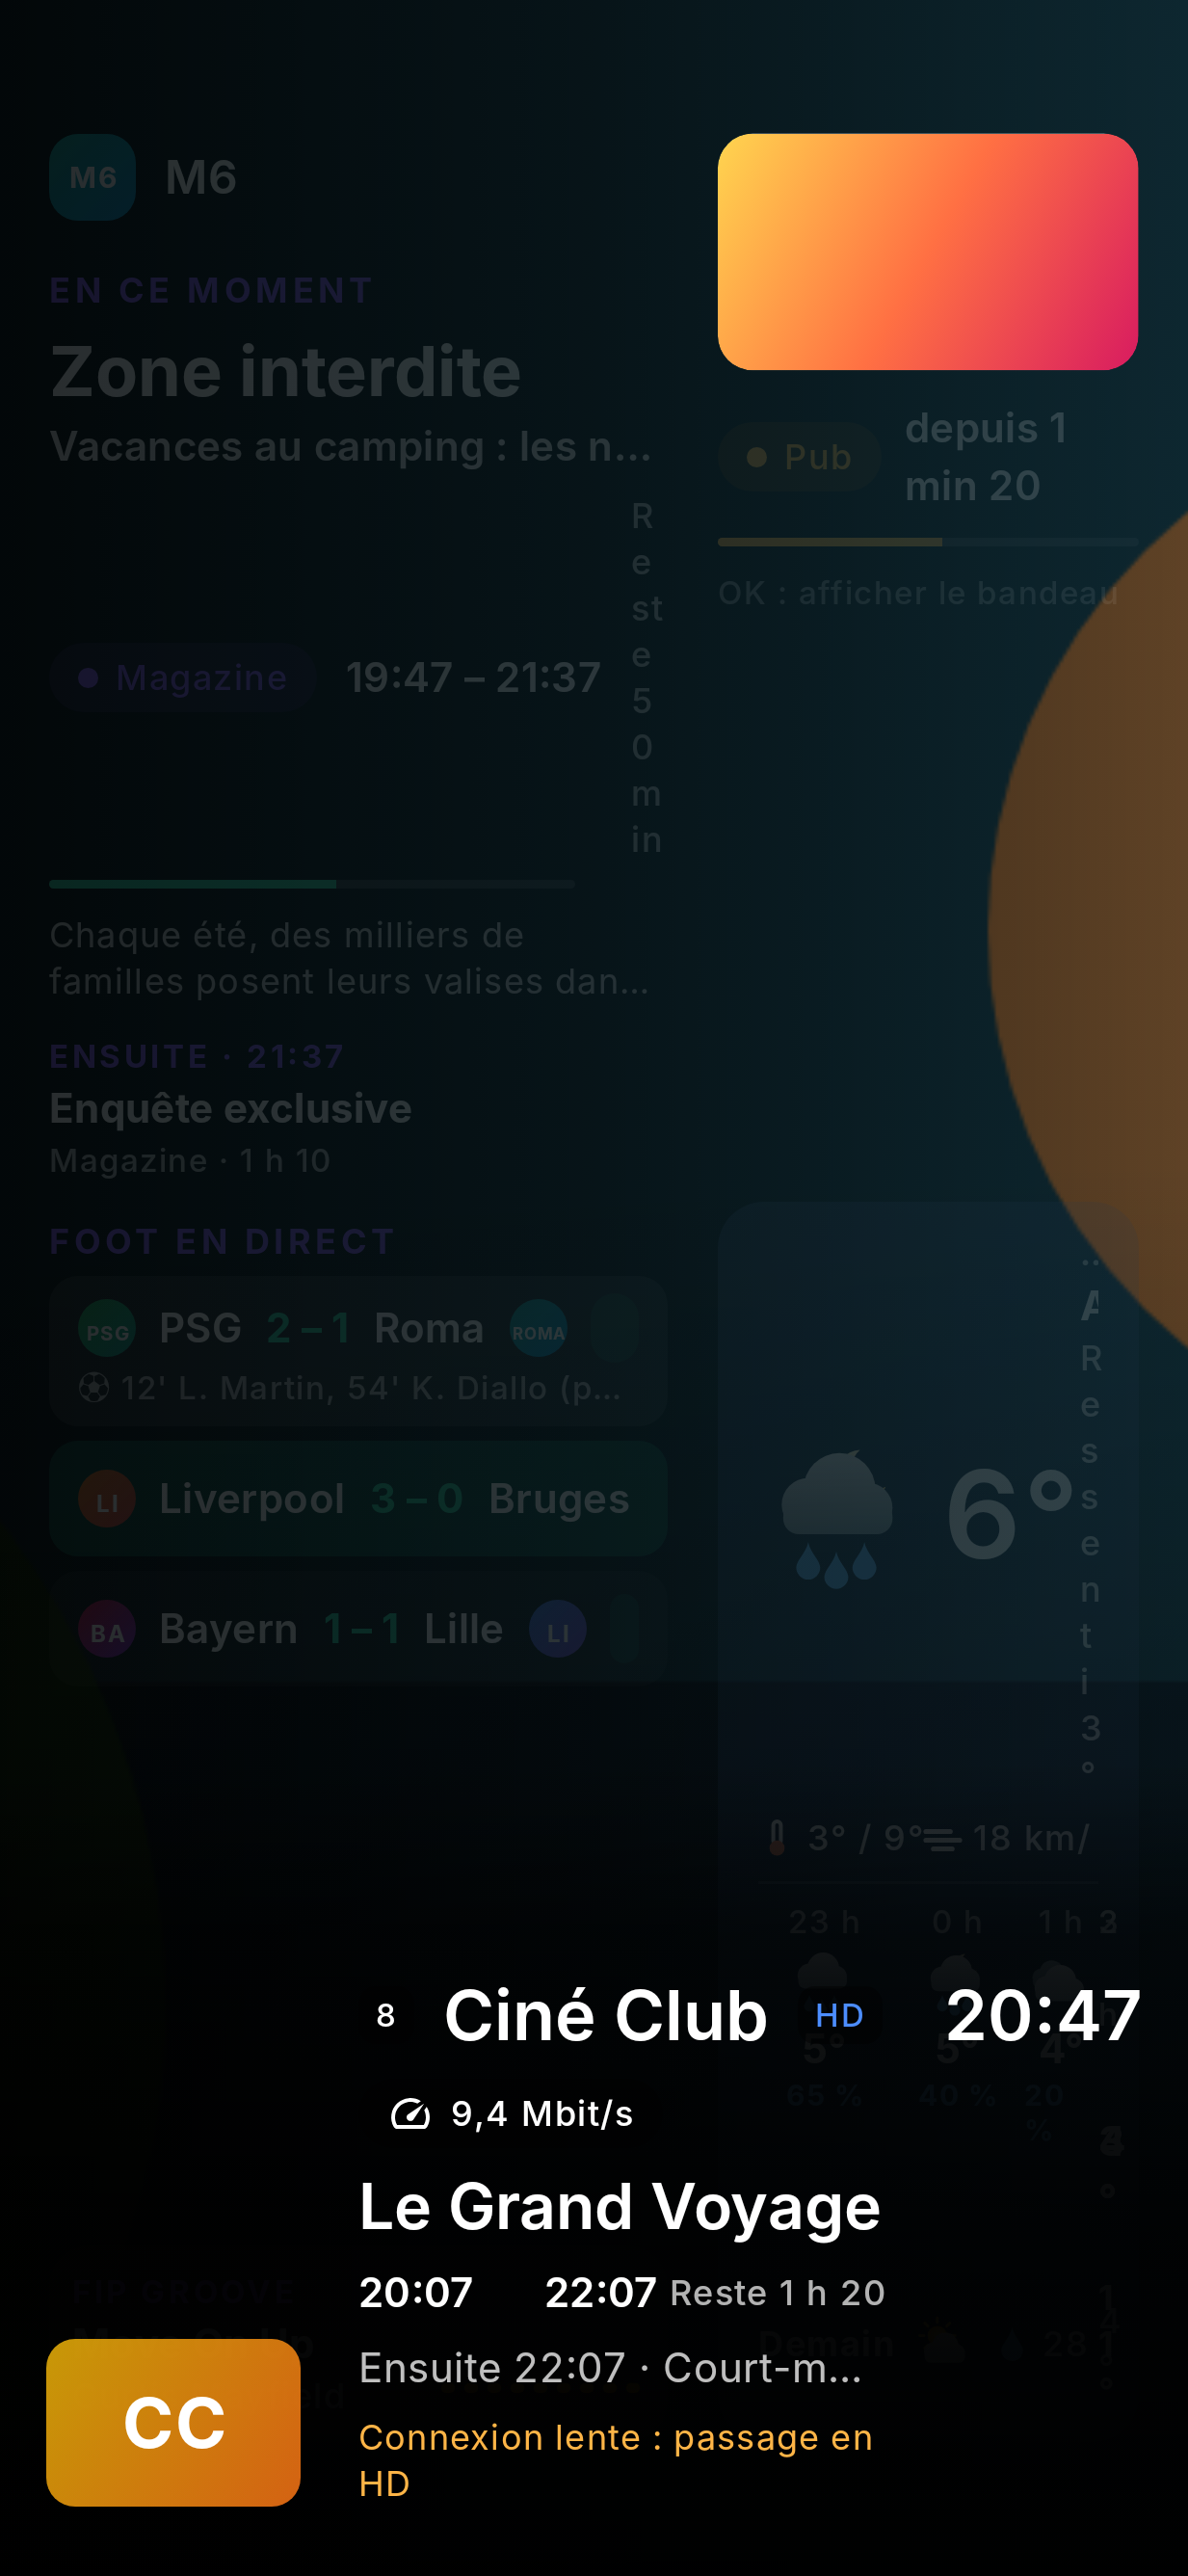 M6 M6
EN CE MOMENT
Zone interdite
Vacances au camping : les n...
Magazine 19:47 – 21:37
R
e
st
e
5
0
m
in
Chaque été, des milliers de
familles posent leurs valises dan...
ENSUITE · 21:37
Enquête exclusive
Magazine · 1 h 10
FOOT EN DIRECT
PSG PSG 2 – 1 Roma ROMA
12' L. Martin, 54' K. Diallo (p...
LI Liverpool 3 – 0 Bruges
BA Bayern 1 – 1 Lille LI
Pub depuis 1
min 20
OK : afficher le bandeau
6°
R
e
s
s
e
n
t
i
3
°
3° / 9° 18 km/
23 h 0 h 1 h
5° 5° 4°
65 % 40 % 20
%
8 Ciné Club HD 20:47
9,4 Mbit/s
Le Grand Voyage
20:07 22:07 Reste 1 h 20
Ensuite 22:07 · Court-m...
Connexion lente : passage en
HD
CC
FIP GROOVE
Demain 28